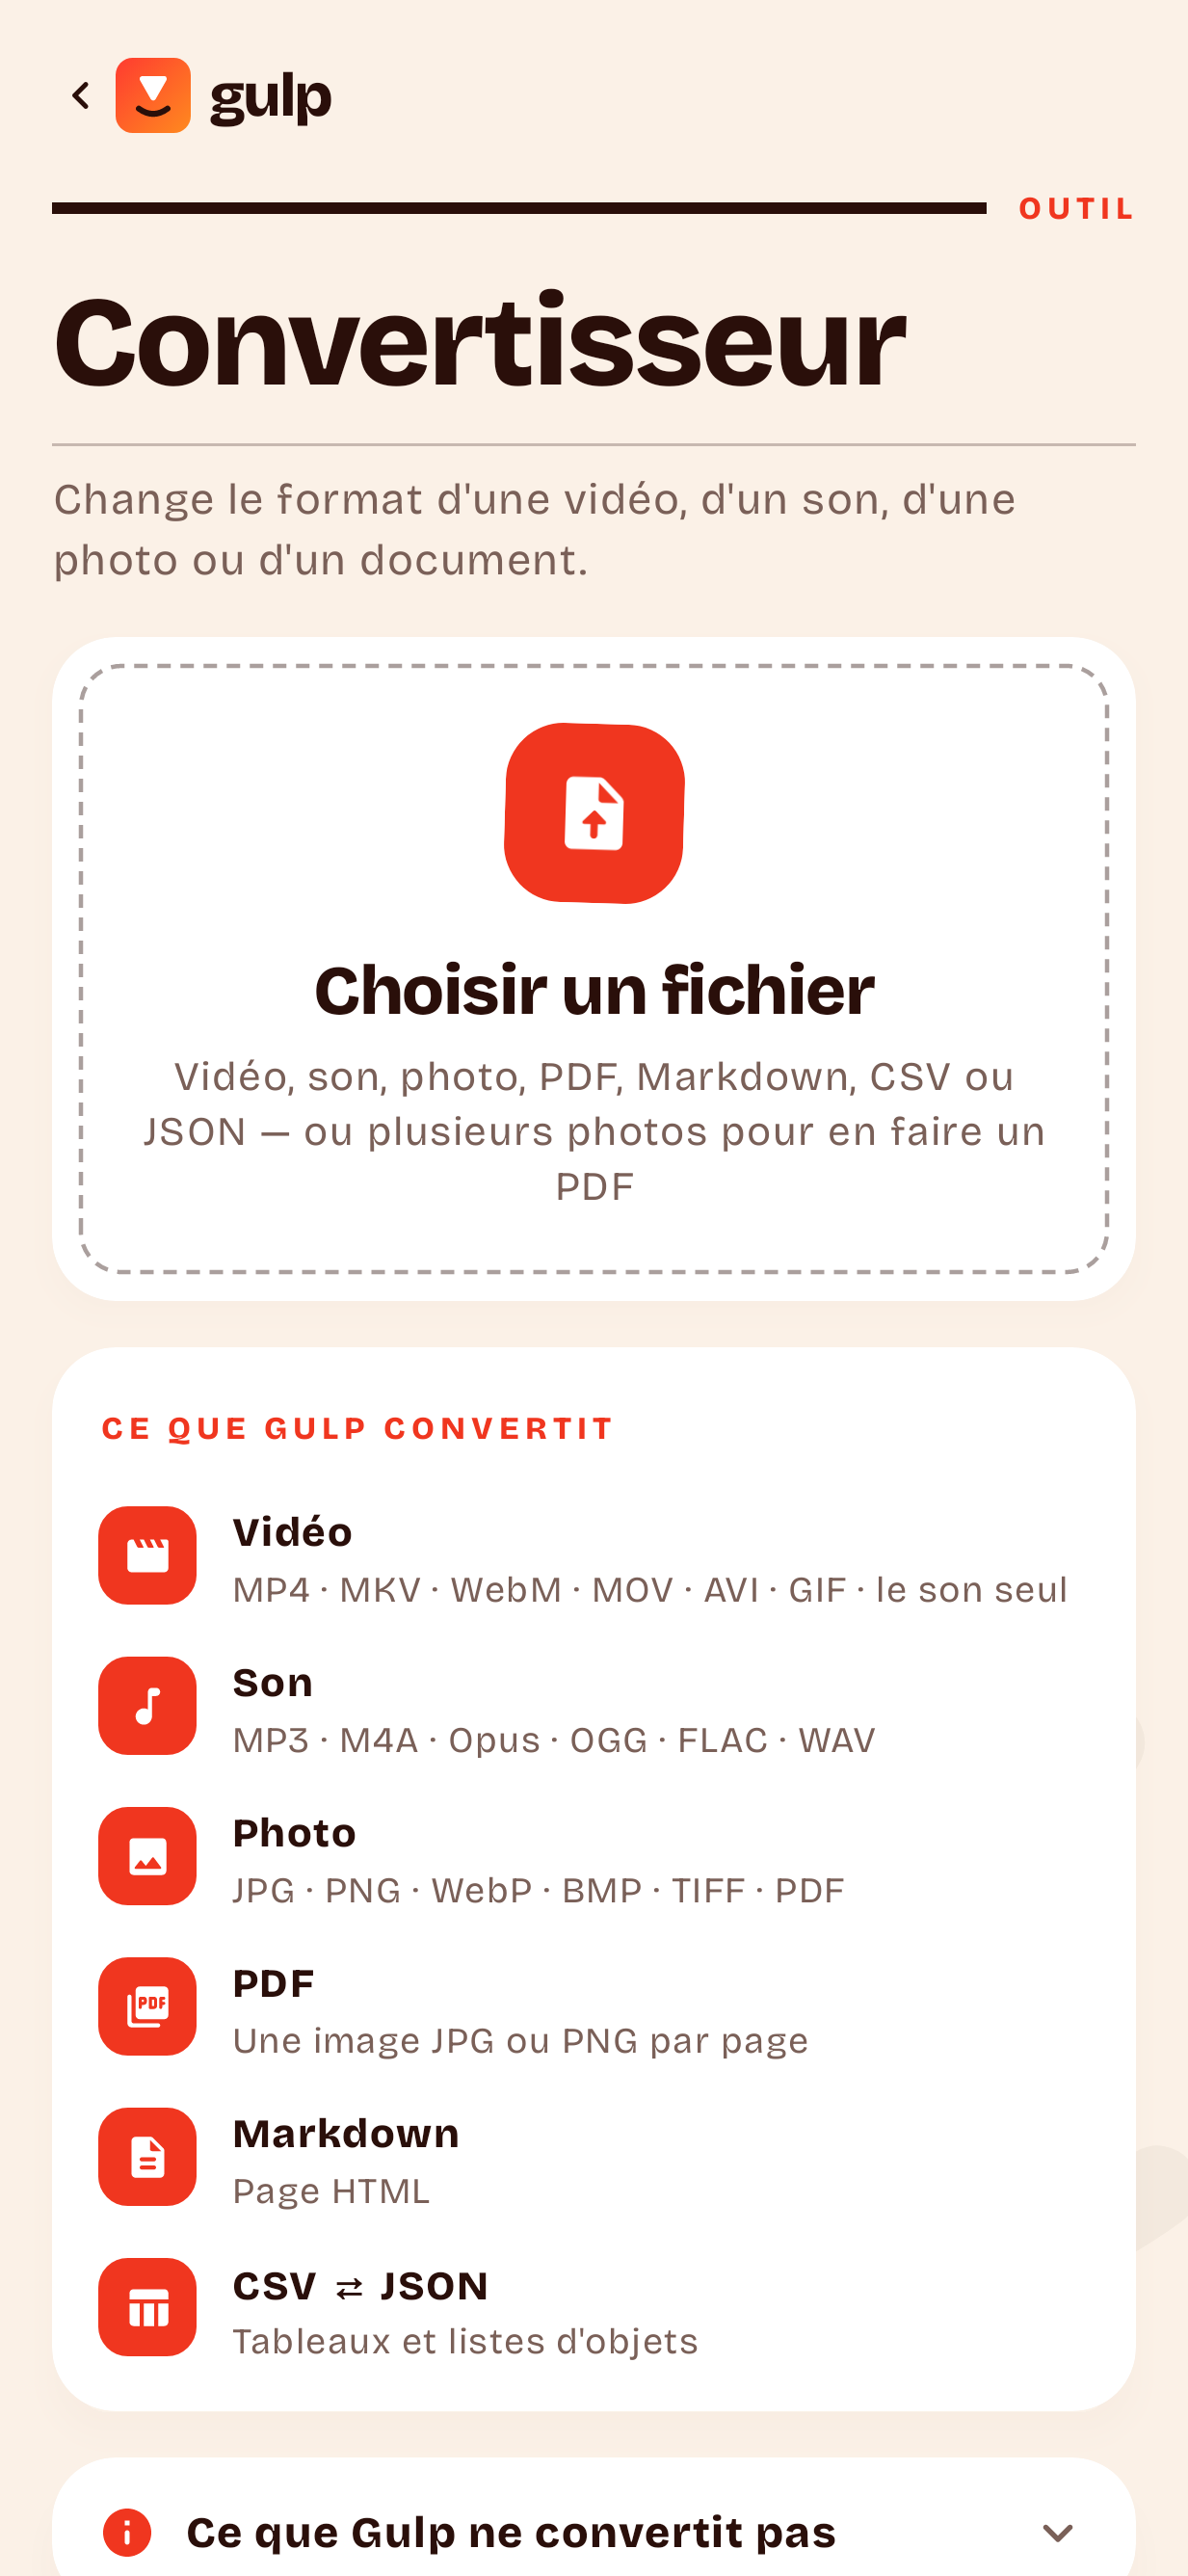 gulp
OUTIL
Convertisseur
Change le format d'une vidéo, d'un son, d'une
photo ou d'un document.
Choisir un fichier
Vidéo, son, photo, PDF, Markdown, CSV ou
JSON — ou plusieurs photos pour en faire un
PDF
CE QUE GULP CONVERTIT
Vidéo
MP4 · MKV · WebM · MOV · AVI · GIF · le son seul
Son
MP3 · M4A · Opus · OGG · FLAC · WAV
Photo
JPG · PNG · WebP · BMP · TIFF · PDF
PDF
PDF
Une image JPG ou PNG par page
Markdown
Page HTML
CSV ⇄ JSON
Tableaux et listes d'objets
Ce que Gulp ne convertit pas